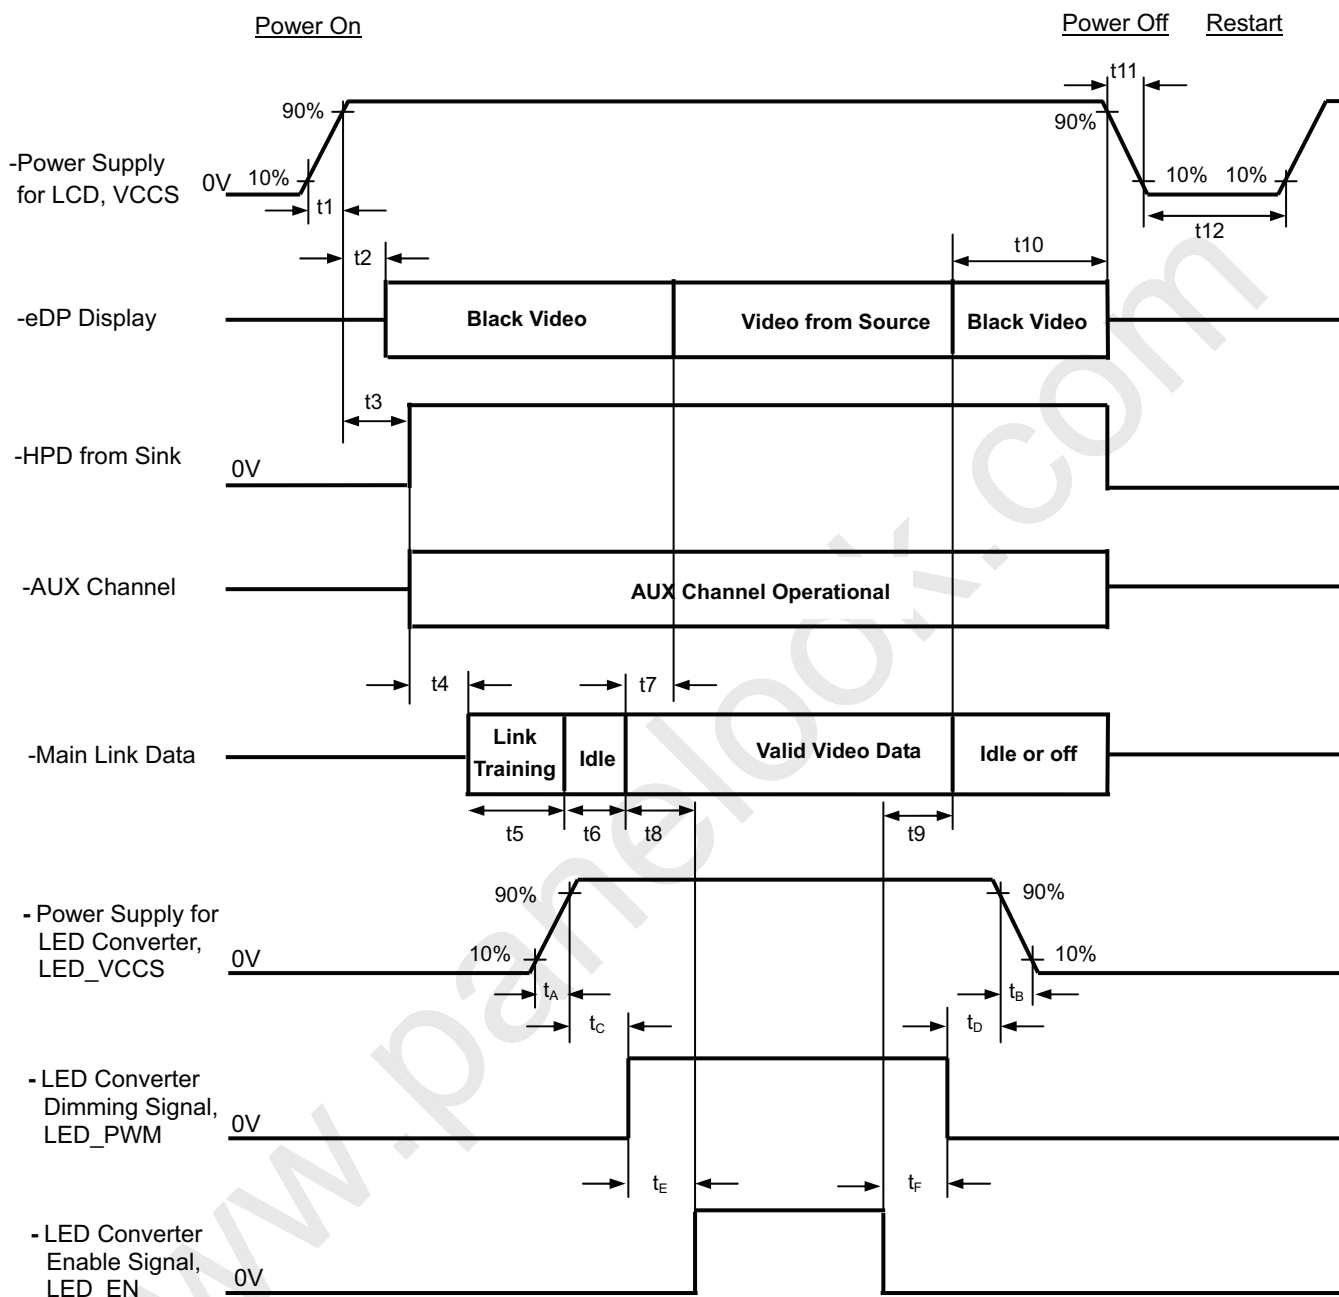 Power On
Power Off Restart
t11
90%
90%
-Power Supply
for LCD, VCCS
0V
10%
10%
10%
t1
t12
t2
t10
-eDP Display
Black Video
Video from Source
Black Video
t3
-HPD from Sink
0V
-AUX Channel
AUX Channel Operational
t4
t7
-Main Link Data
Link
Training
Idle
Valid Video Data
Idle or off
t5
t6
t8
t9
90%
90%
- Power Supply for
LED Converter,
LED_VCCS
0V
10%
10%
tA
tB
tC
tD
- LED Converter
Dimming Signal,
LED_PWM
0V
tE
tF
- LED Converter
Enable Signal,
LED_EN
0V
www.panelook.com